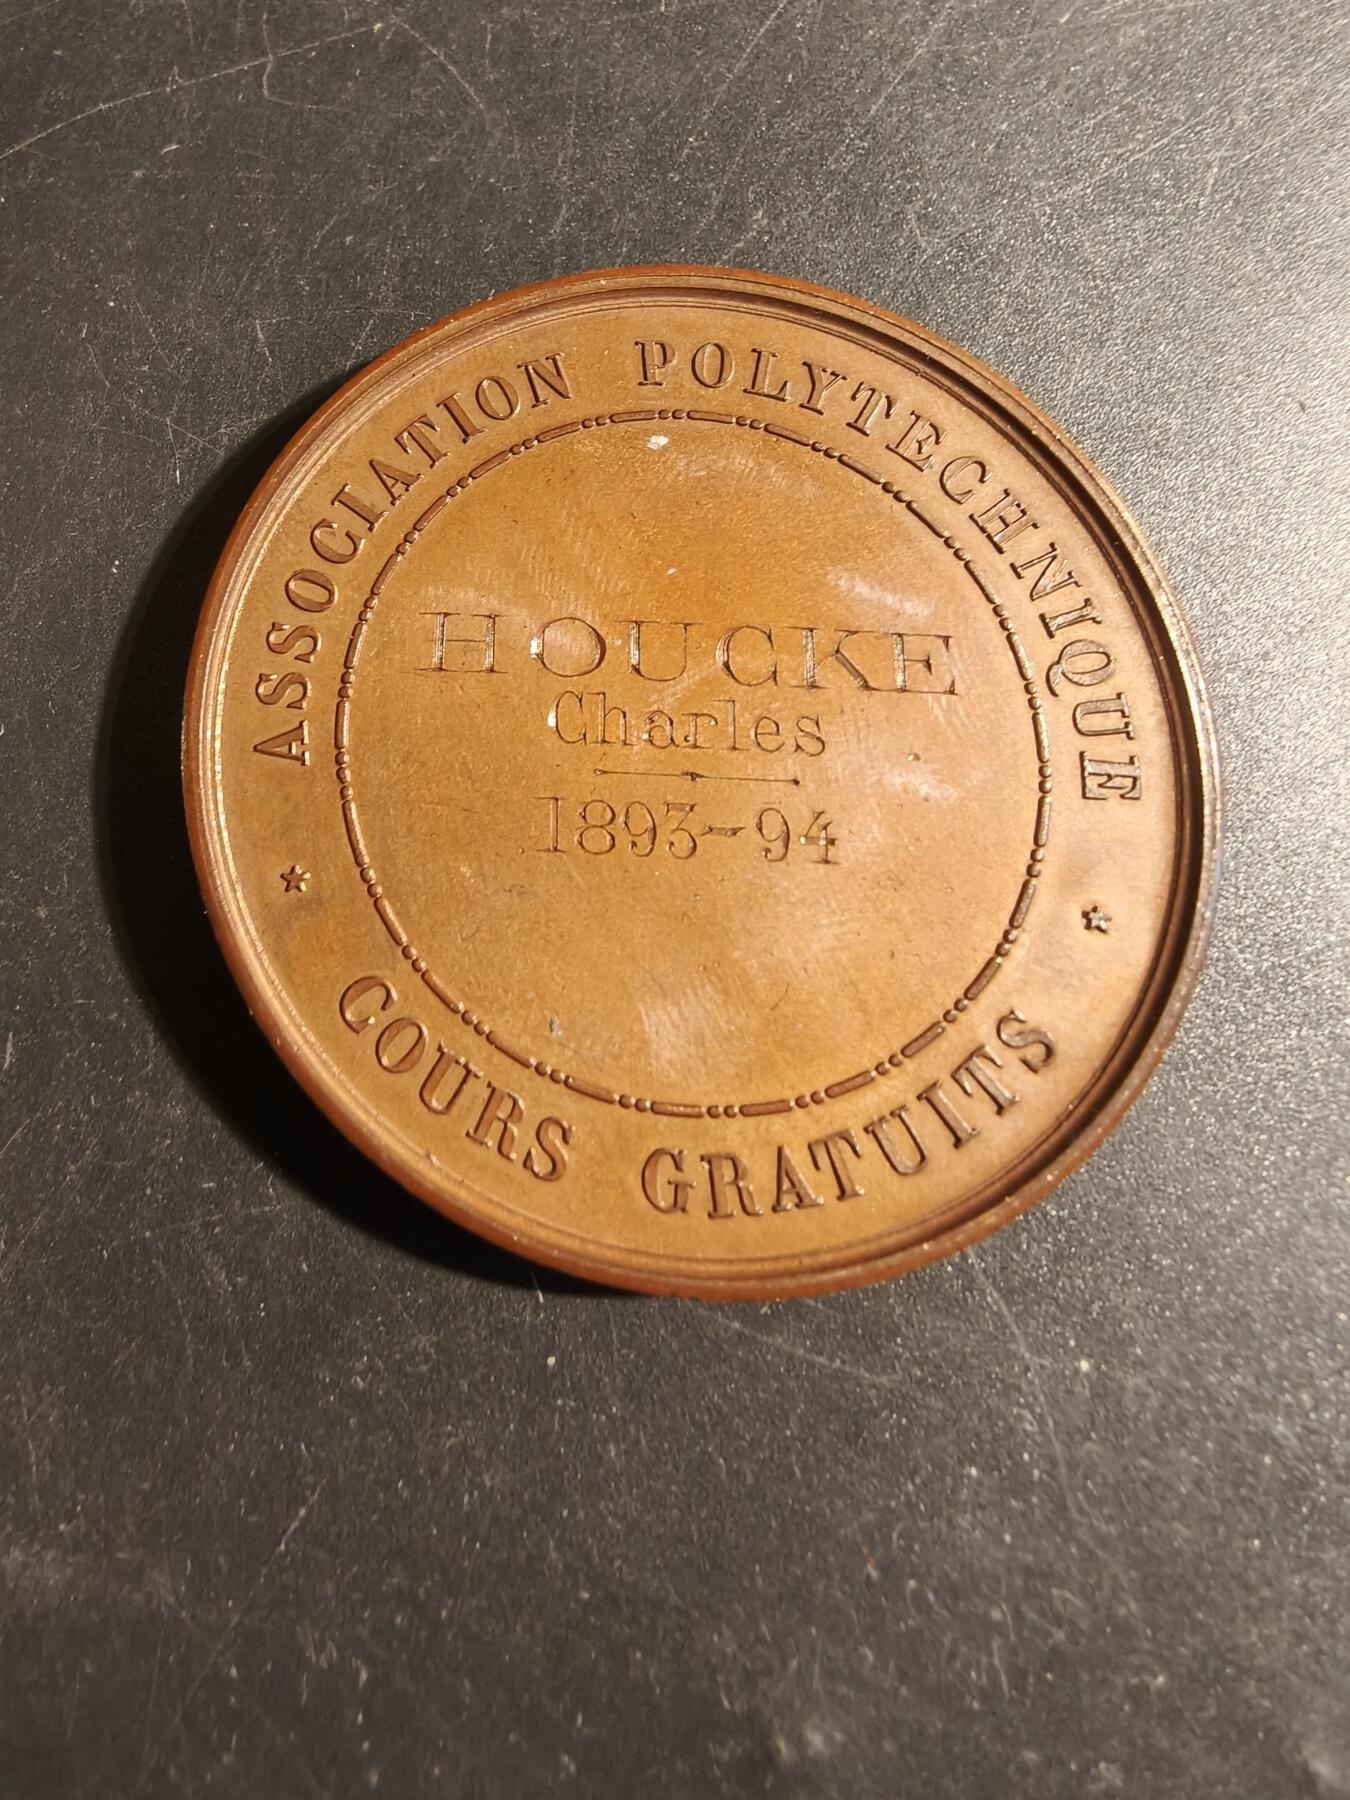 ASSOCIATION POLYTECHNIQUE
HOUCKE
Charles
1893-94
COURS GRATUITS